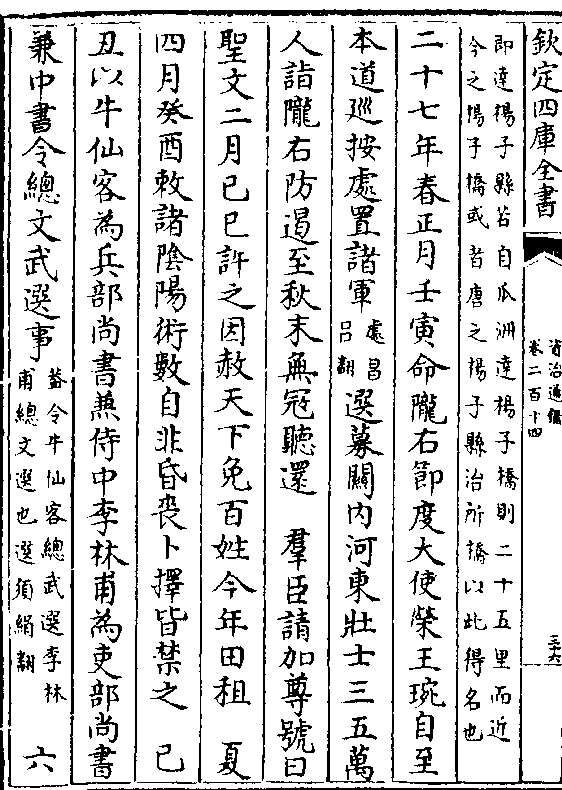 欽定四庫全書
資治通鑑
卷二百十四
三十六
即達楊子縣若自瓜洲達楊子橋則二十五里而近
今之楊子橋或者唐之楊子縣治所橋以此得名也
二十七年春正月壬寅命隴右節度大使榮王琬自至
本道巡按處置諸軍
處昌
呂翻
選募關內河東壯士三五萬
人詣隴右防遏至秋末無冦聽還 羣臣請加尊號曰
聖文二月己巳許之因赦天下免百姓今年田租 夏
四月癸酉敕諸陰陽術數自非昏喪卜擇皆禁之 己
丑以牛仙客為兵部尚書兼侍中李林甫為吏部尚書
兼中書令總文武選事
葢令牛仙客總武選李林
甫總文選也選須絹翻
六